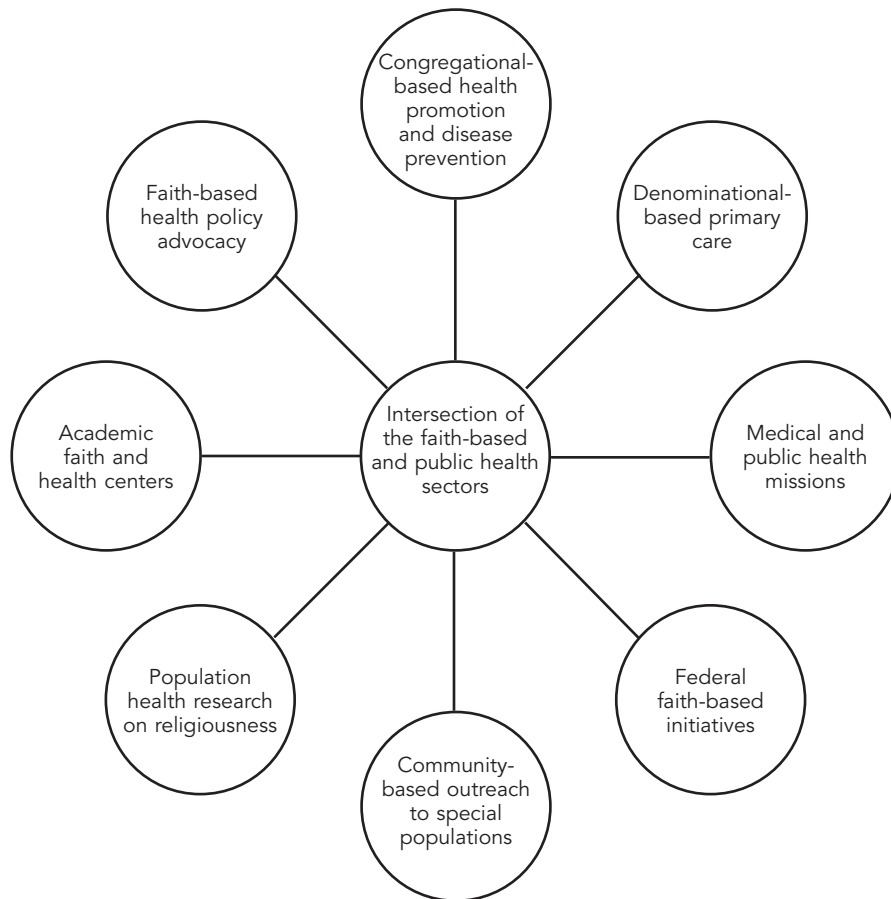 Congregational-
based health
promotion
and disease
prevention
Faith-based
health policy
advocacy
Denominational-
based primary
care
Academic
faith and
health centers
Intersection of
the faith-based
and public health
sectors
Medical and
public health
missions
Population
health research
on religiousness
Federal
faith-based
initiatives
Community-
based outreach
to special
populations